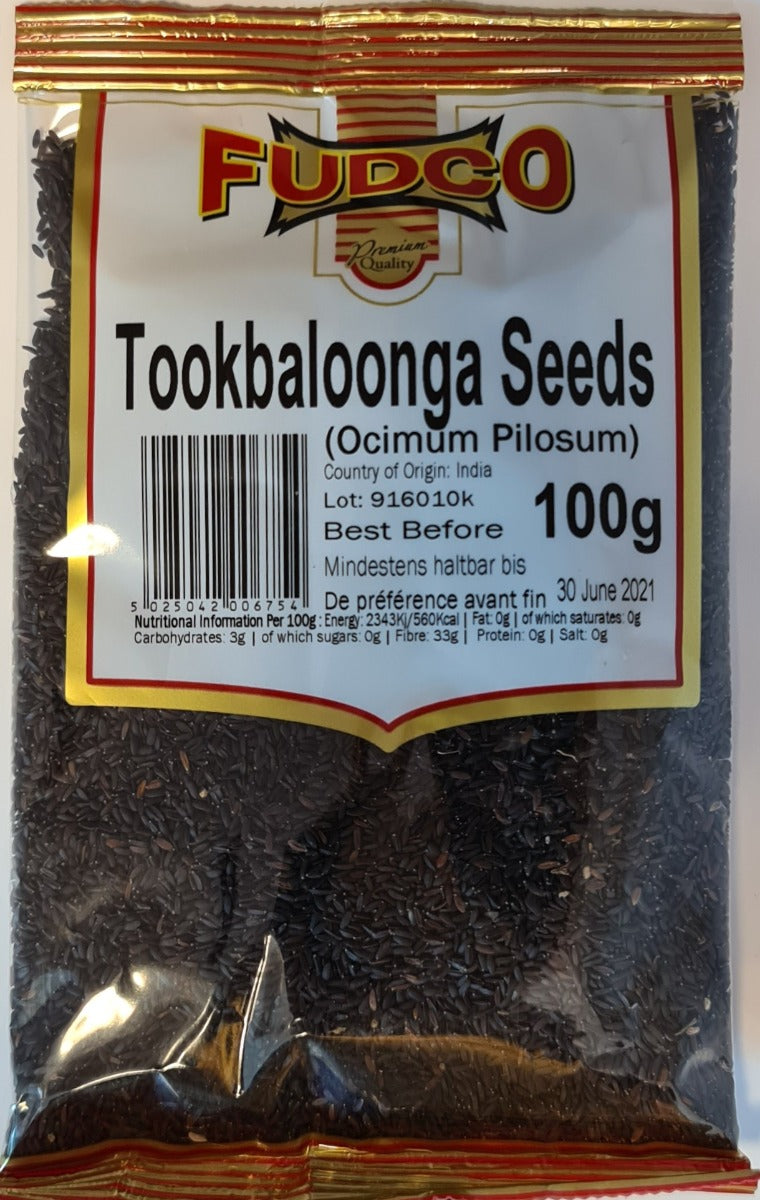 FUDCO
Premium
Quality
Tookbaloonga Seeds
(Ocimum Pilosum)
Country of Origin: India
Lot: 916010k
100g
Best Before
Mindestens haltbar bis
De préférence avant fin 30 June 2021
5 025042 006754
Nutritional Information Per 100g : Energy: 2343Kj/560Kcal | Fat: 0g | of which saturates: 0g
Carbohydrates: 3g | of which sugars: 0g | Fibre: 33g | Protein: 0g | Salt: 0g